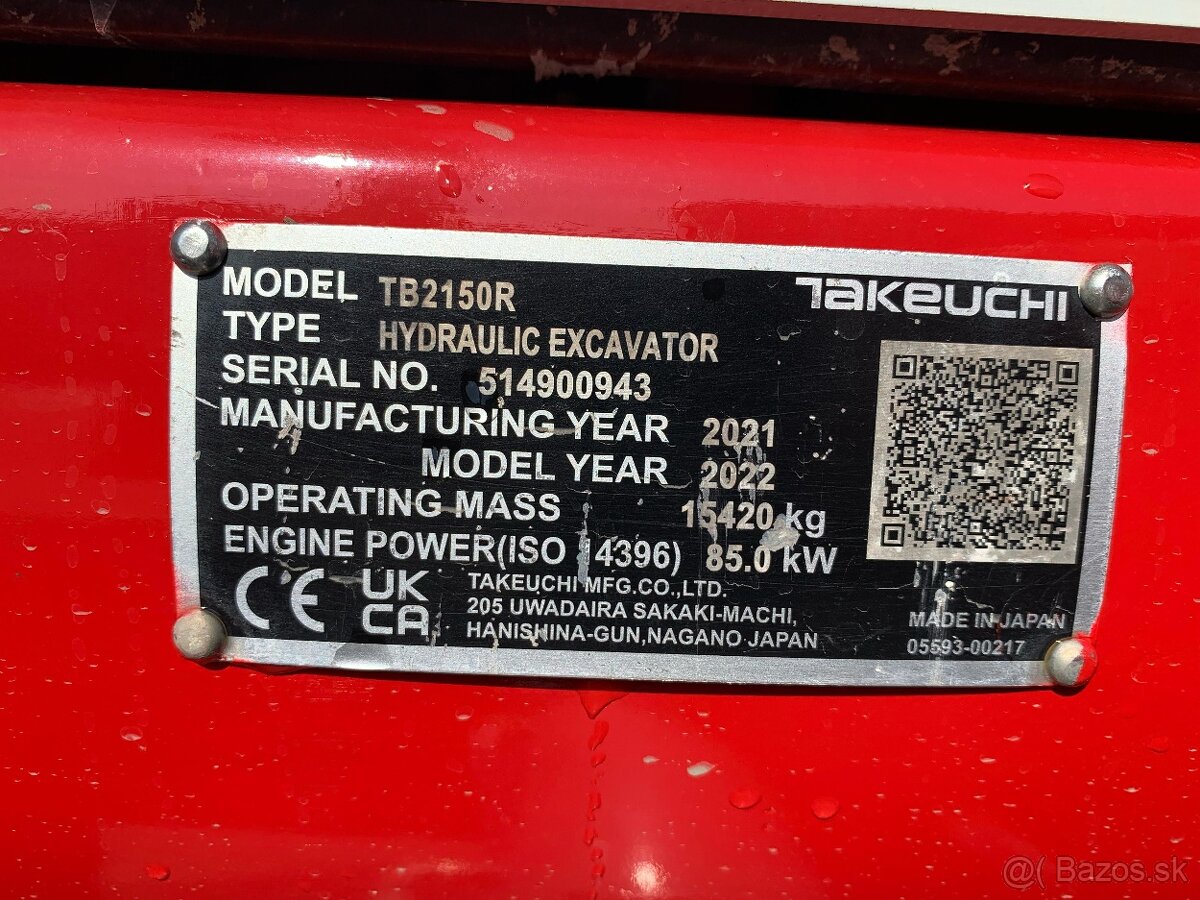 TAKEUCHI
MODEL TB2150R
TYPE HYDRAULIC EXCAVATOR
SERIAL NO. 514900943
MANUFACTURING YEAR 2021
MODEL YEAR 2022
OPERATING MASS 15420 kg
ENGINE POWER(ISO 14396) 85.0 kW
CE UK CA
TAKEUCHI MFG.CO.,LTD.
205 UWADAIRA SAKAKI-MACHI,
HANISHINA-GUN,NAGANO JAPAN
MADE IN JAPAN
05593-00217
@( Bazos.sk